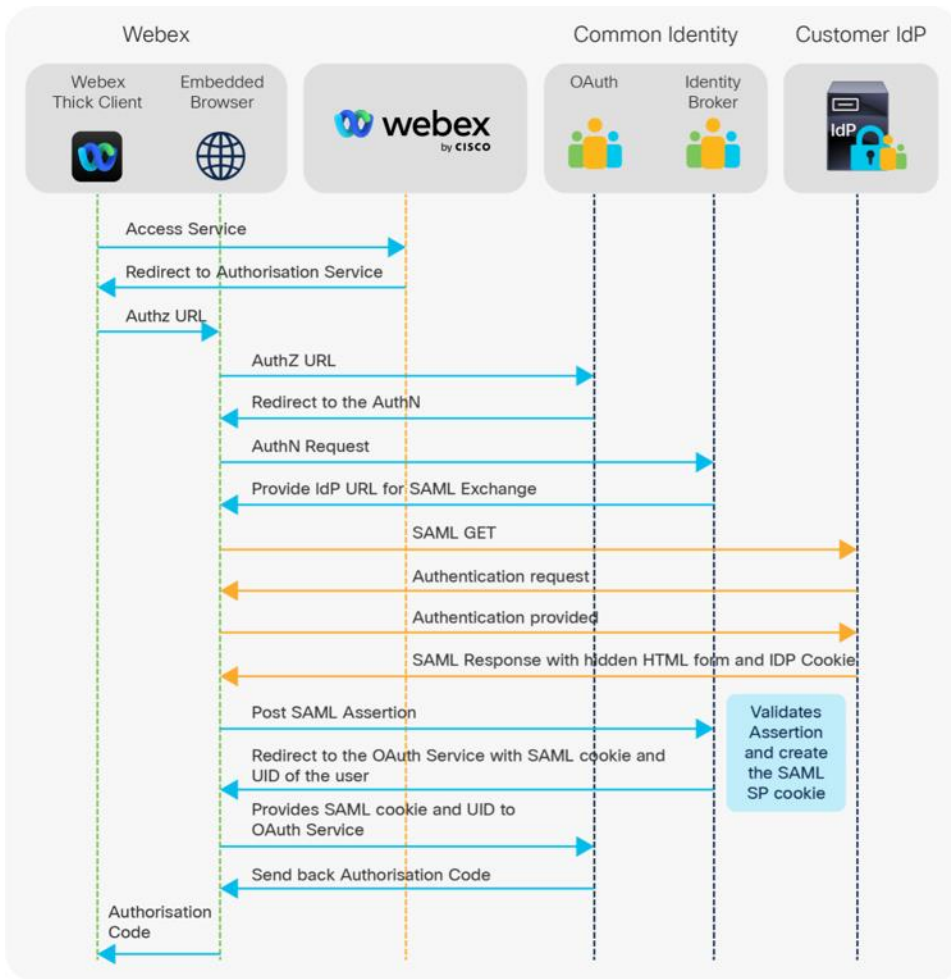 Webex
Common Identity
Customer IdP
Webex
Thick Client
Embedded
Browser
webex
by CISCO
OAuth
Identity
Broker
IdP
Access Service
Redirect to Authorisation Service
Authz URL
AuthZ URL
Redirect to the AuthN
AuthN Request
Provide IdP URL for SAML Exchange
SAML GET
Authentication request
Authentication provided
SAML Response with hidden HTML form and IDP Cookie
Post SAML Assertion
Validates
Assertion
and create
the SAML
SP cookie
Redirect to the OAuth Service with SAML cookie and
UID of the user
Provides SAML cookie and UID to
OAuth Service
Send back Authorisation Code
Authorisation
Code